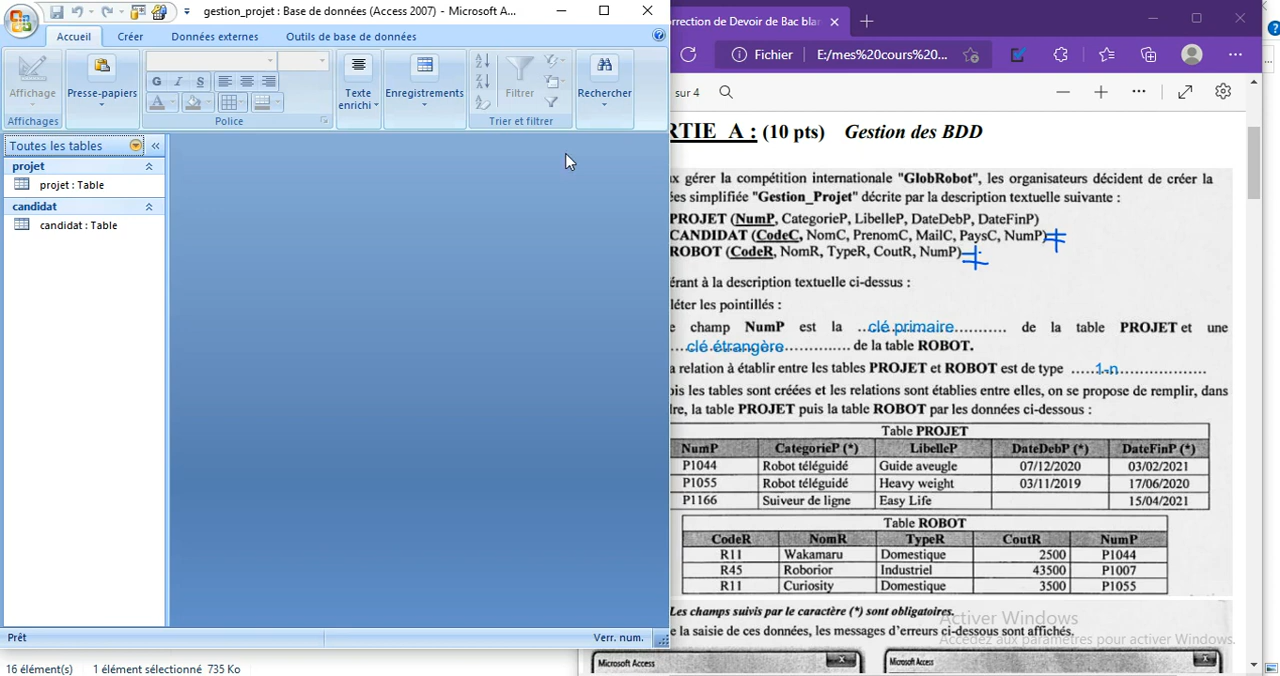 gestion_projet : Base de données (Access 2007) - Microsoft A...
Accueil Créer Données externes Outils de base de données
Affichage
Presse-papiers
G I S
A
Texte enrichi
Enregistrements
Filtrer
Rechercher
Affichages Police Trier et filtrer
Toutes les tables
projet
projet : Table
candidat
candidat : Table
Prêt Verr. num.
16 élément(s) 1 élément sélectionné 735 Ko
rrection de Devoir de Bac blan
Fichier E:/mes%20cours%20...
sur 4
RTIE A : (10 pts) Gestion des BDD
x gérer la compétition internationale "GlobRobot", les organisateurs décident de créer la
es simplifiée "Gestion_Projet" décrite par la description textuelle suivante :
PROJET (NumP, CategorieP, LibelleP, DateDebP, DateFinP)
CANDIDAT (CodeC, NomC, PrenomC, MailC, PaysC, NumP)#
ROBOT (CodeR, NomR, TypeR, CoutR, NumP)#
érant à la description textuelle ci-dessus :
léter les pointillés :
e champ NumP est la ..clé primaire........... de la table PROJET et une
...clé étrangère................ de la table ROBOT.
a relation à établir entre les tables PROJET et ROBOT est de type .....1-n....................
ois les tables sont créées et les relations sont établies entre elles, on se propose de remplir, dans
re, la table PROJET puis la table ROBOT par les données ci-dessous :
Table PROJET
NumP CategorieP (*) LibelleP DateDebP (*) DateFinP (*)
P1044 Robot téléguidé Guide aveugle 07/12/2020 03/02/2021
P1055 Robot téléguidé Heavy weight 03/11/2019 17/06/2020
P1166 Suiveur de ligne Easy Life 15/04/2021
Table ROBOT
CodeR NomR TypeR CoutR NumP
R11 Wakamaru Domestique 2500 P1044
R45 Roborior Industriel 43500 P1007
R11 Curiosity Domestique 3500 P1055
Les champs suivis par le caractère (*) sont obligatoires.
e la saisie de ces données, les messages d'erreurs ci-dessous sont affichés.
Activer Windows
Accédez aux paramètres pour activer Windows.
Microsoft Access Microsoft Access